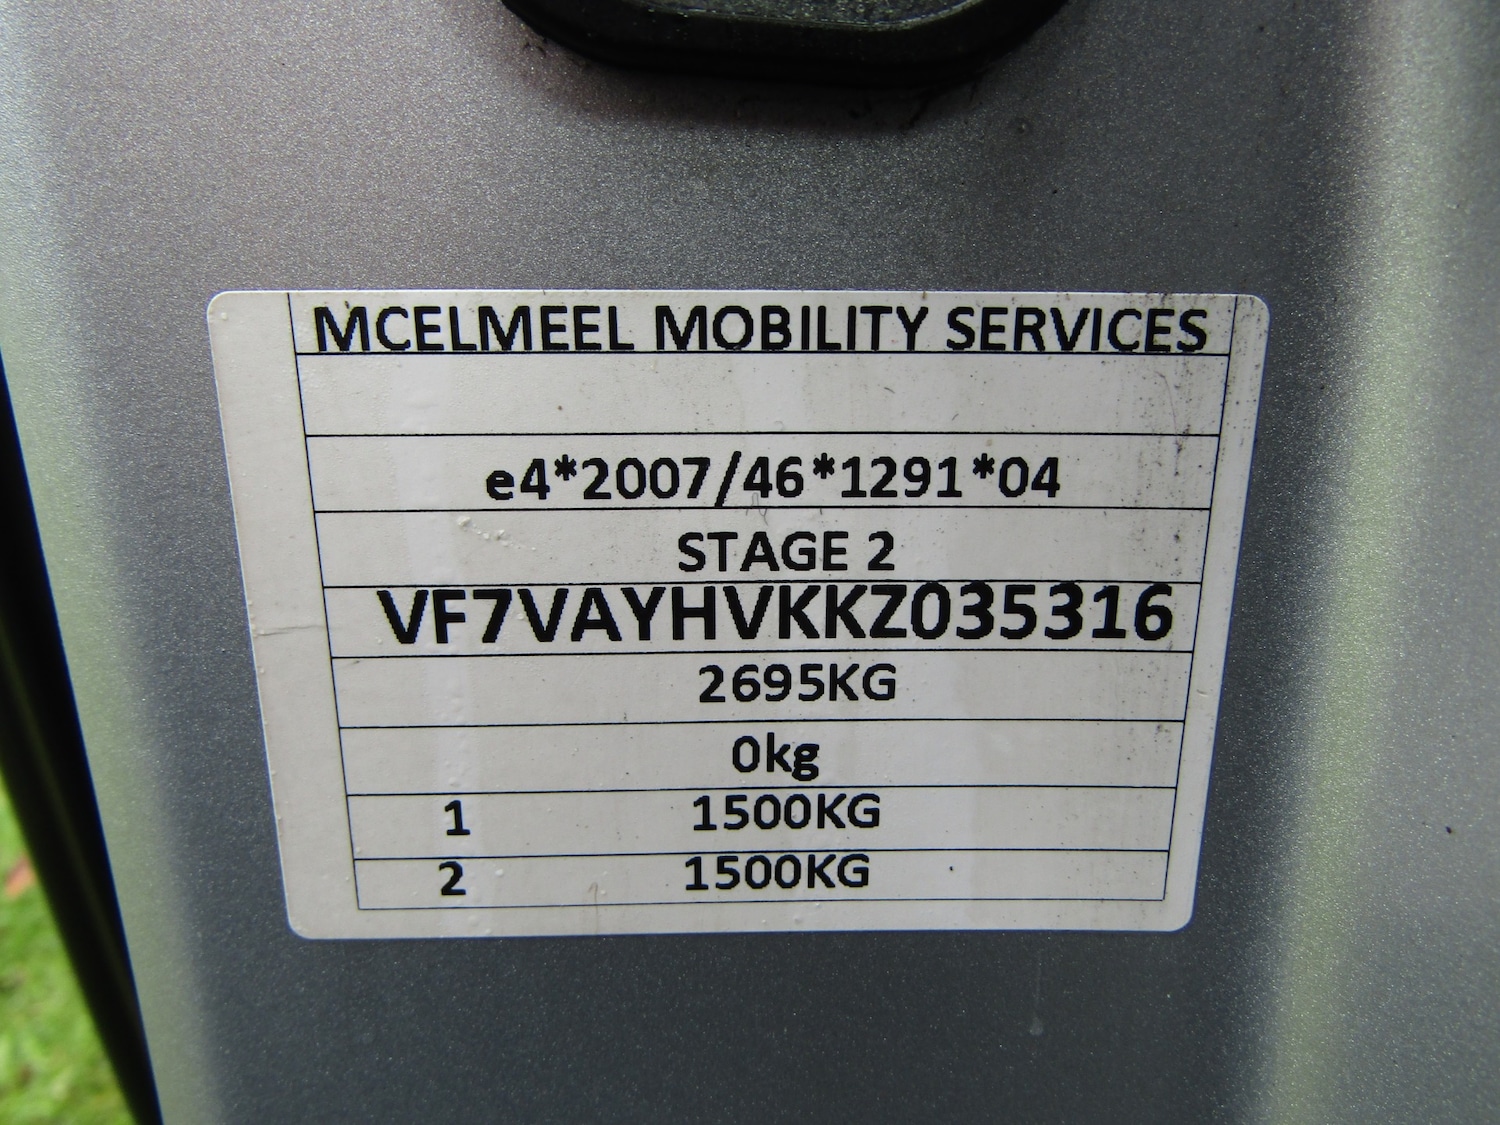 MCELMEEL MOBILITY SERVICES
e4*2007/46*1291*04
STAGE 2
VF7VAYHVKKZ035316
2695KG
0kg
1 1500KG
2 1500KG